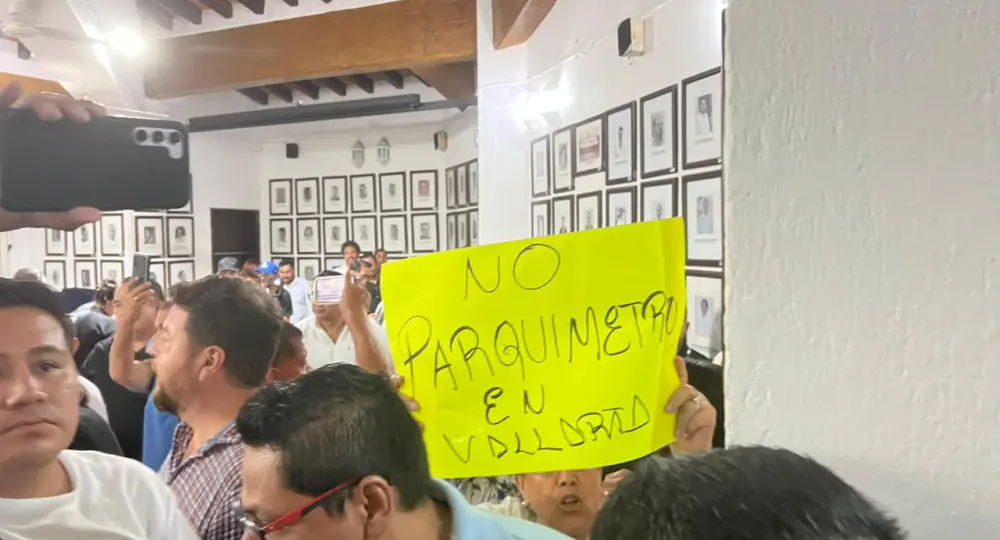 NO
PARQUIMETRO
EN
VALLARTA